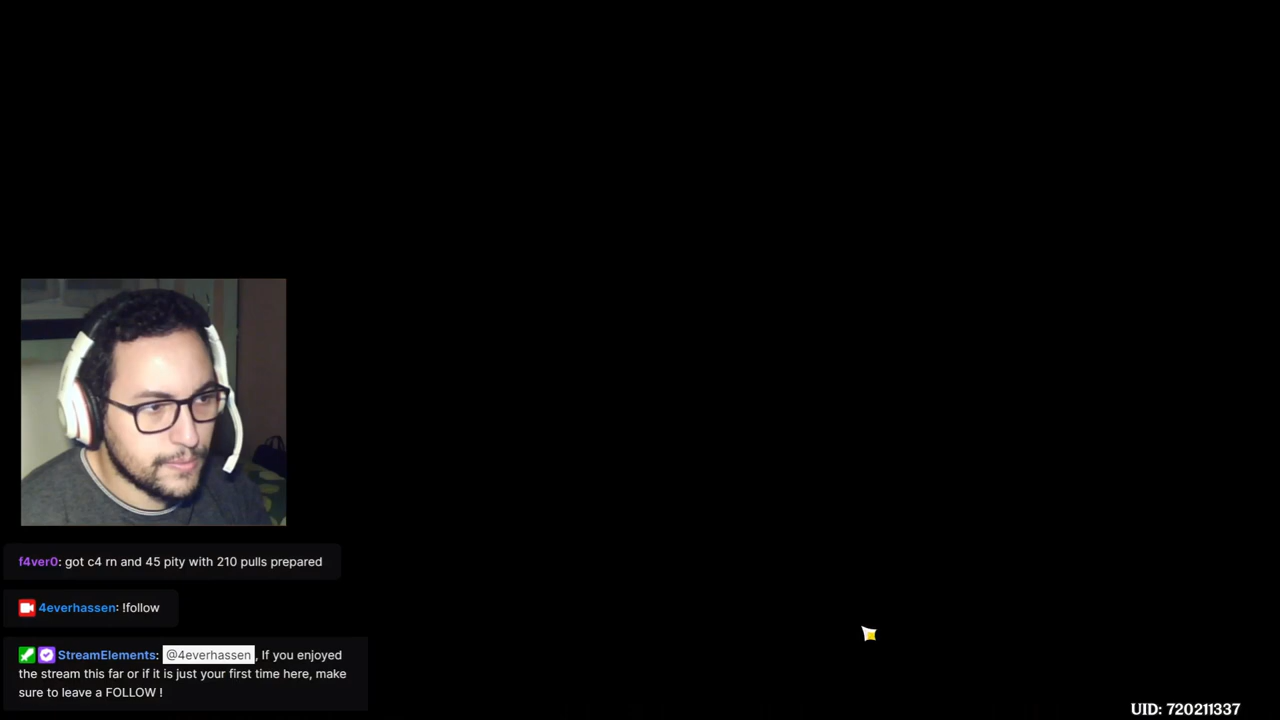 f4ver0: got c4 rn and 45 pity with 210 pulls prepared
4everhassen: !follow
StreamElements: @4everhassen, If you enjoyed
the stream this far or if it is just your first time here, make
sure to leave a FOLLOW !
UID: 720211337